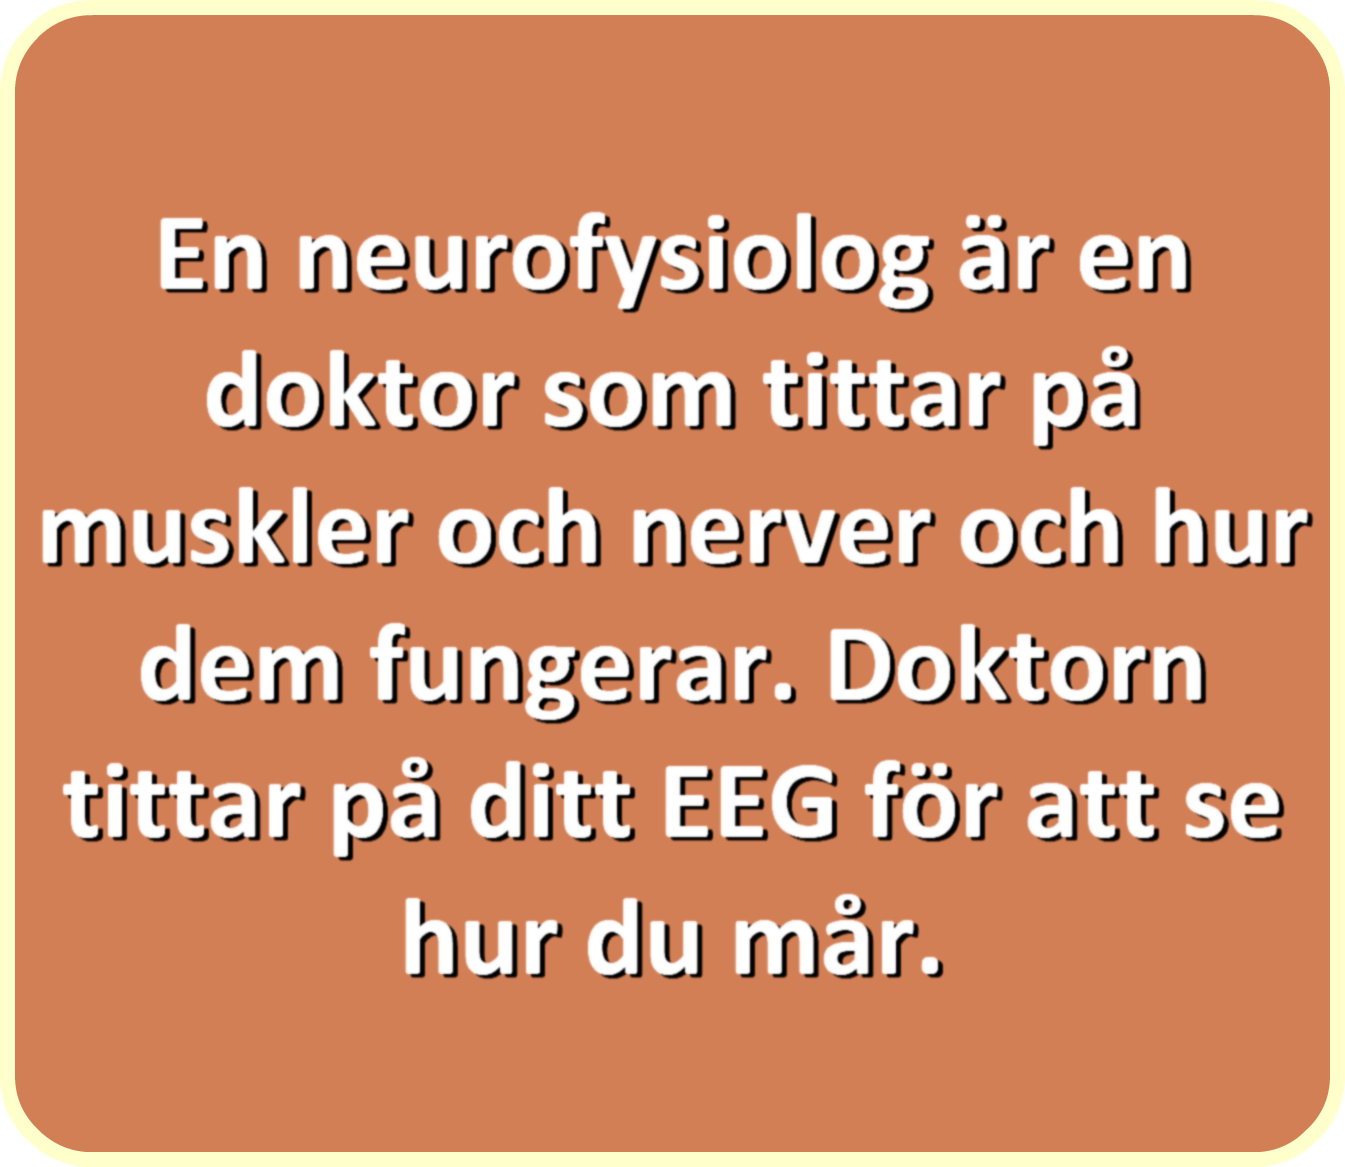 En neurofysiolog är en
doktor som tittar på
muskler och nerver och hur
dem fungerar. Doktorn
tittar på ditt EEG för att se
hur du mår.